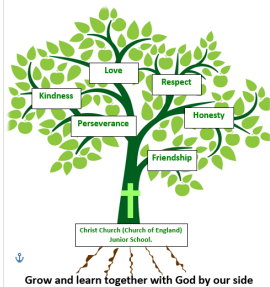 Love
Respect
Kindness
Honesty
Perseverance
Friendship
Christ Church (Church of England)
Junior School.
Grow and learn together with God by our side